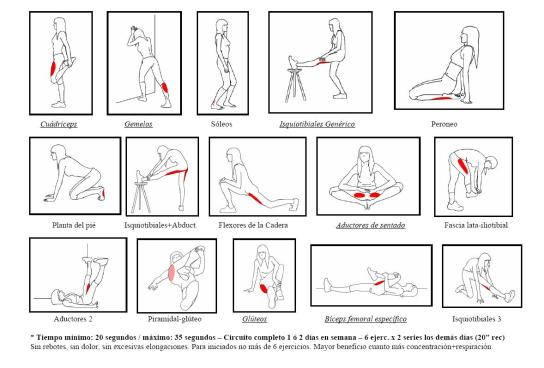 Cuádriceps
Gemelos
Sóleos
Isquiotibiales Genérico
Peroneo
Planta del pié
Isquiotibiales+Abduct.
Flexores de la Cadera
Aductores de sentado
Fascia lata-iliotibial
Aductores 2
Piramidal-glúteo
Glúteos
Bíceps femoral específico
Isquiotibiales 3
* Tiempo mínimo: 20 segundos / máximo: 35 segundos – Circuito completo 1 ó 2 días en semana – 6 ejerc. x 2 series los demás días (20" rec)
Sin rebotes, sin dolor, sin excesivas elongaciones. Para iniciados no más de 6 ejercicios. Mayor beneficio cuanto más concentración+respiración.